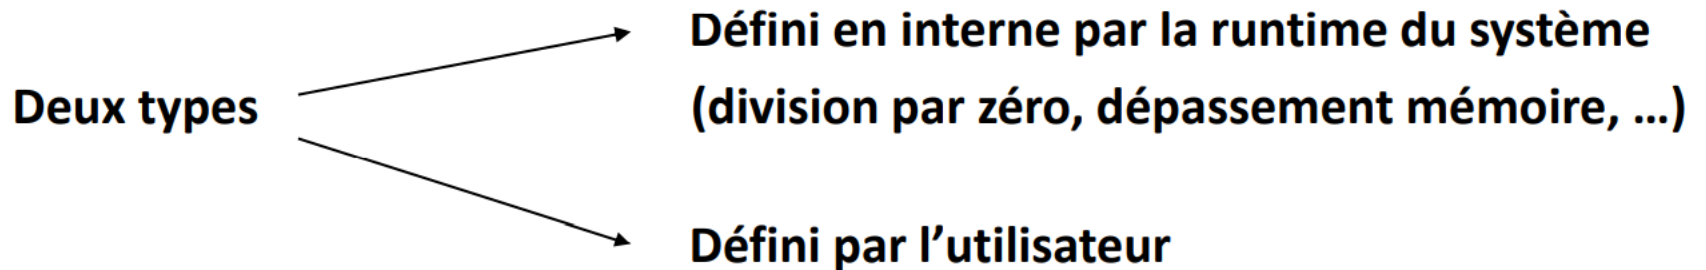 Défini en interne par la runtime du système
Deux types
(division par zéro, dépassement mémoire, …)
Défini par l’utilisateur